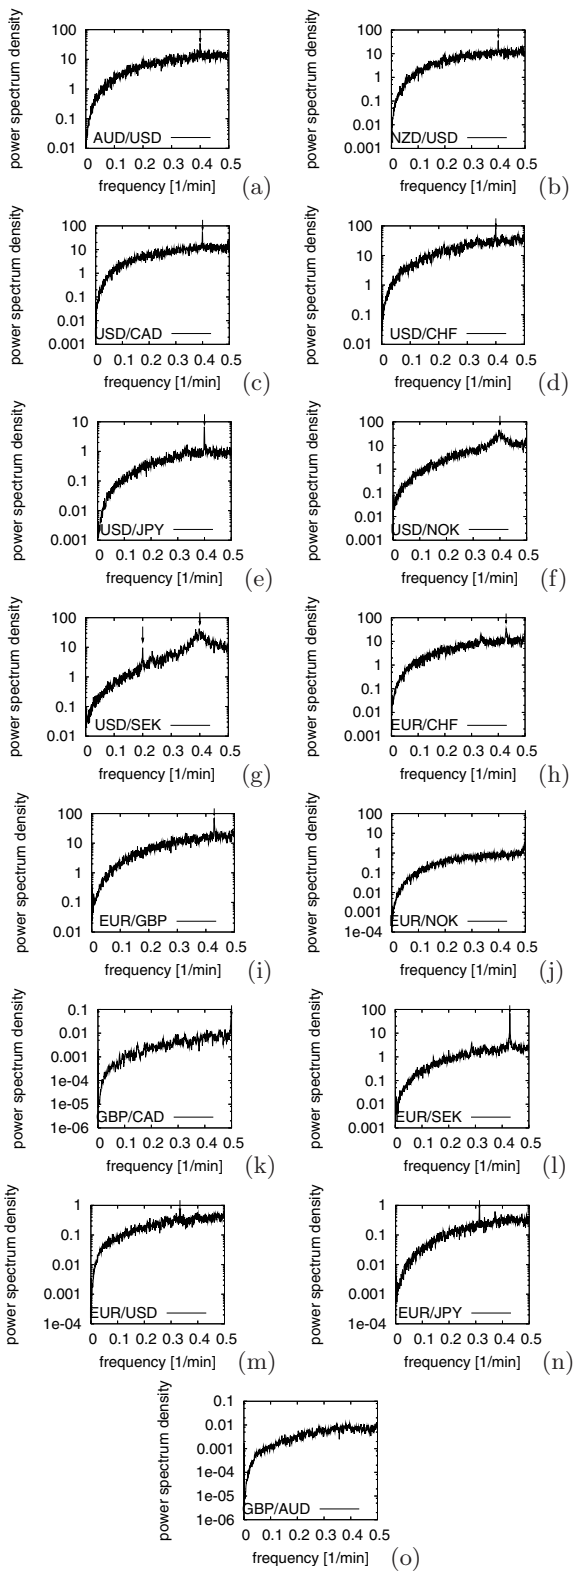 power spectrum density
100
10
1
0.1
0.01
AUD/USD
0 0.1 0.2 0.3 0.4 0.5
frequency [1/min]
(a)
power spectrum density
100
10
1
0.1
0.01
0.001
NZD/USD
0 0.1 0.2 0.3 0.4 0.5
frequency [1/min]
(b)
power spectrum density
100
10
1
0.1
0.01
0.001
USD/CAD
0 0.1 0.2 0.3 0.4 0.5
frequency [1/min]
(c)
power spectrum density
100
10
1
0.1
0.01
USD/CHF
0 0.1 0.2 0.3 0.4 0.5
frequency [1/min]
(d)
power spectrum density
10
1
0.1
0.01
0.001
USD/JPY
0 0.1 0.2 0.3 0.4 0.5
frequency [1/min]
(e)
power spectrum density
100
10
1
0.1
0.01
0.001
USD/NOK
0 0.1 0.2 0.3 0.4 0.5
frequency [1/min]
(f)
power spectrum density
100
10
1
0.1
0.01
USD/SEK
0 0.1 0.2 0.3 0.4 0.5
frequency [1/min]
(g)
power spectrum density
100
10
1
0.1
0.01
0.001
EUR/CHF
0 0.1 0.2 0.3 0.4 0.5
frequency [1/min]
(h)
power spectrum density
100
10
1
0.1
0.01
EUR/GBP
0 0.1 0.2 0.3 0.4 0.5
frequency [1/min]
(i)
power spectrum density
100
10
1
0.1
0.01
0.001
1e-04
EUR/NOK
0 0.1 0.2 0.3 0.4 0.5
frequency [1/min]
(j)
power spectrum density
0.1
0.01
0.001
1e-04
1e-05
1e-06
GBP/CAD
0 0.1 0.2 0.3 0.4 0.5
frequency [1/min]
(k)
power spectrum density
100
10
1
0.1
0.01
0.001
EUR/SEK
0 0.1 0.2 0.3 0.4 0.5
frequency [1/min]
(l)
power spectrum density
1
0.1
0.01
0.001
1e-04
EUR/USD
0 0.1 0.2 0.3 0.4 0.5
frequency [1/min]
(m)
power spectrum density
1
0.1
0.01
0.001
1e-04
EUR/JPY
0 0.1 0.2 0.3 0.4 0.5
frequency [1/min]
(n)
power spectrum density
0.1
0.01
0.001
1e-04
1e-05
1e-06
GBP/AUD
0 0.1 0.2 0.3 0.4 0.5
frequency [1/min]
(o)